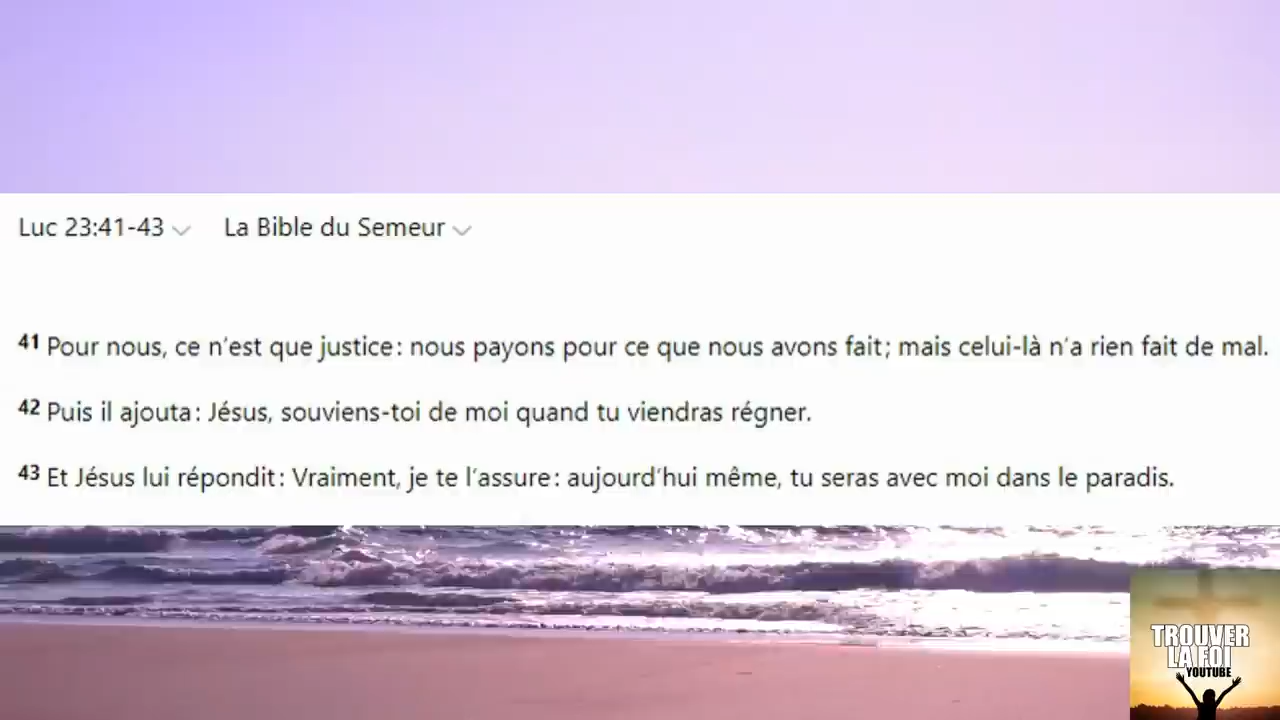 Luc 23:41-43 La Bible du Semeur
41 Pour nous, ce n’est que justice : nous payons pour ce que nous avons fait ; mais celui-là n’a rien fait de mal.
42 Puis il ajouta : Jésus, souviens-toi de moi quand tu viendras régner.
43 Et Jésus lui répondit : Vraiment, je te l’assure : aujourd’hui même, tu seras avec moi dans le paradis.
TROUVER
LA FOI
YOUTUBE